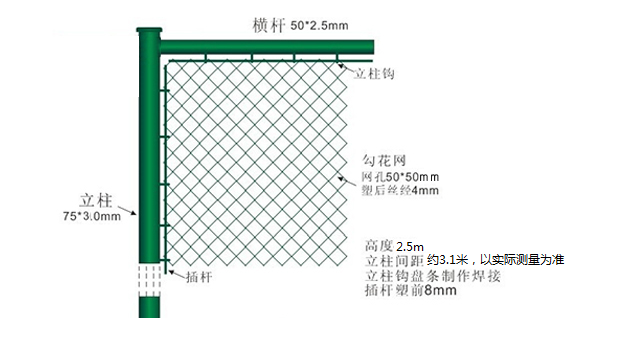 横杆 50*2.5mm
立柱钩
勾花网
网孔50*50mm
塑后丝经4mm
立柱
75*3.0mm
高度 2.5m
立柱间距 约3.1米，以实际测量为准
立柱钩盘条制作焊接
插杆塑前8mm
插杆